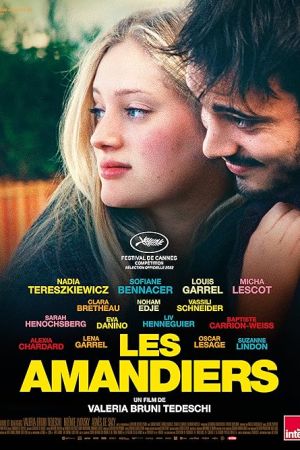 FESTIVAL DE CANNES
COMPETITION
SÉLECTION OFFICIELLE 2022
NADIA TERESZKIEWICZ
SOFIANE BENNACER
LOUIS GARREL
MICHA LESCOT
CLARA BRETHEAU
NOHAM EDJE
VASSILI SCHNEIDER
SARAH HENOCHSBERG
EVA DANINO
LIV HENNEGUIER
BAPTISTE CARRION-WEISS
ALEXIA CHARDARD
LENA GARREL
OSCAR LESAGE
SUZANNE LINDON
LES
AMANDIERS
UN FILM DE
VALERIA BRUNI TEDESCHI
inter